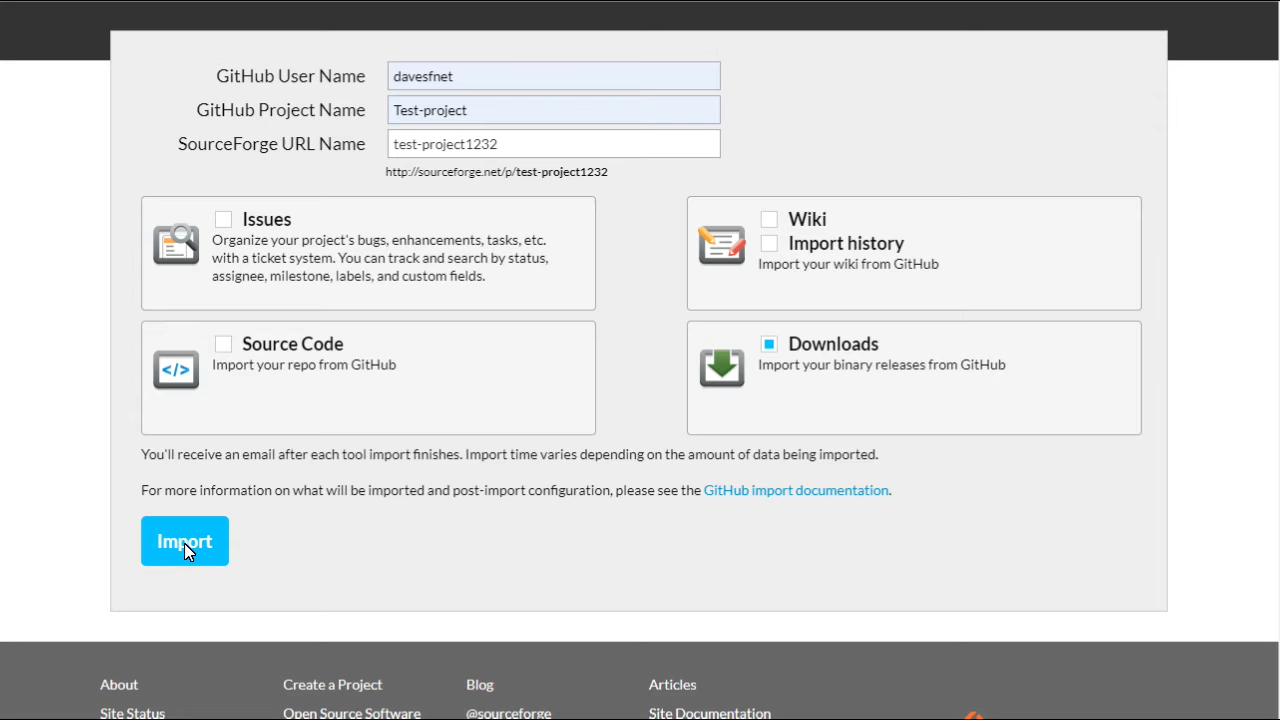 GitHub User Name
davesfnet
GitHub Project Name
Test-project
SourceForge URL Name
test-project1232
http://sourceforge.net/p/test-project1232
Issues
Organize your project's bugs, enhancements, tasks, etc.
with a ticket system. You can track and search by status,
assignee, milestone, labels, and custom fields.
Wiki
Import history
Import your wiki from GitHub
Source Code
Import your repo from GitHub
Downloads
Import your binary releases from GitHub
You'll receive an email after each tool import finishes. Import time varies depending on the amount of data being imported.
For more information on what will be imported and post-import configuration, please see the GitHub import documentation.
Import
About
Create a Project
Blog
Articles
Site Status
Open Source Software
@sourceforge
Site Documentation